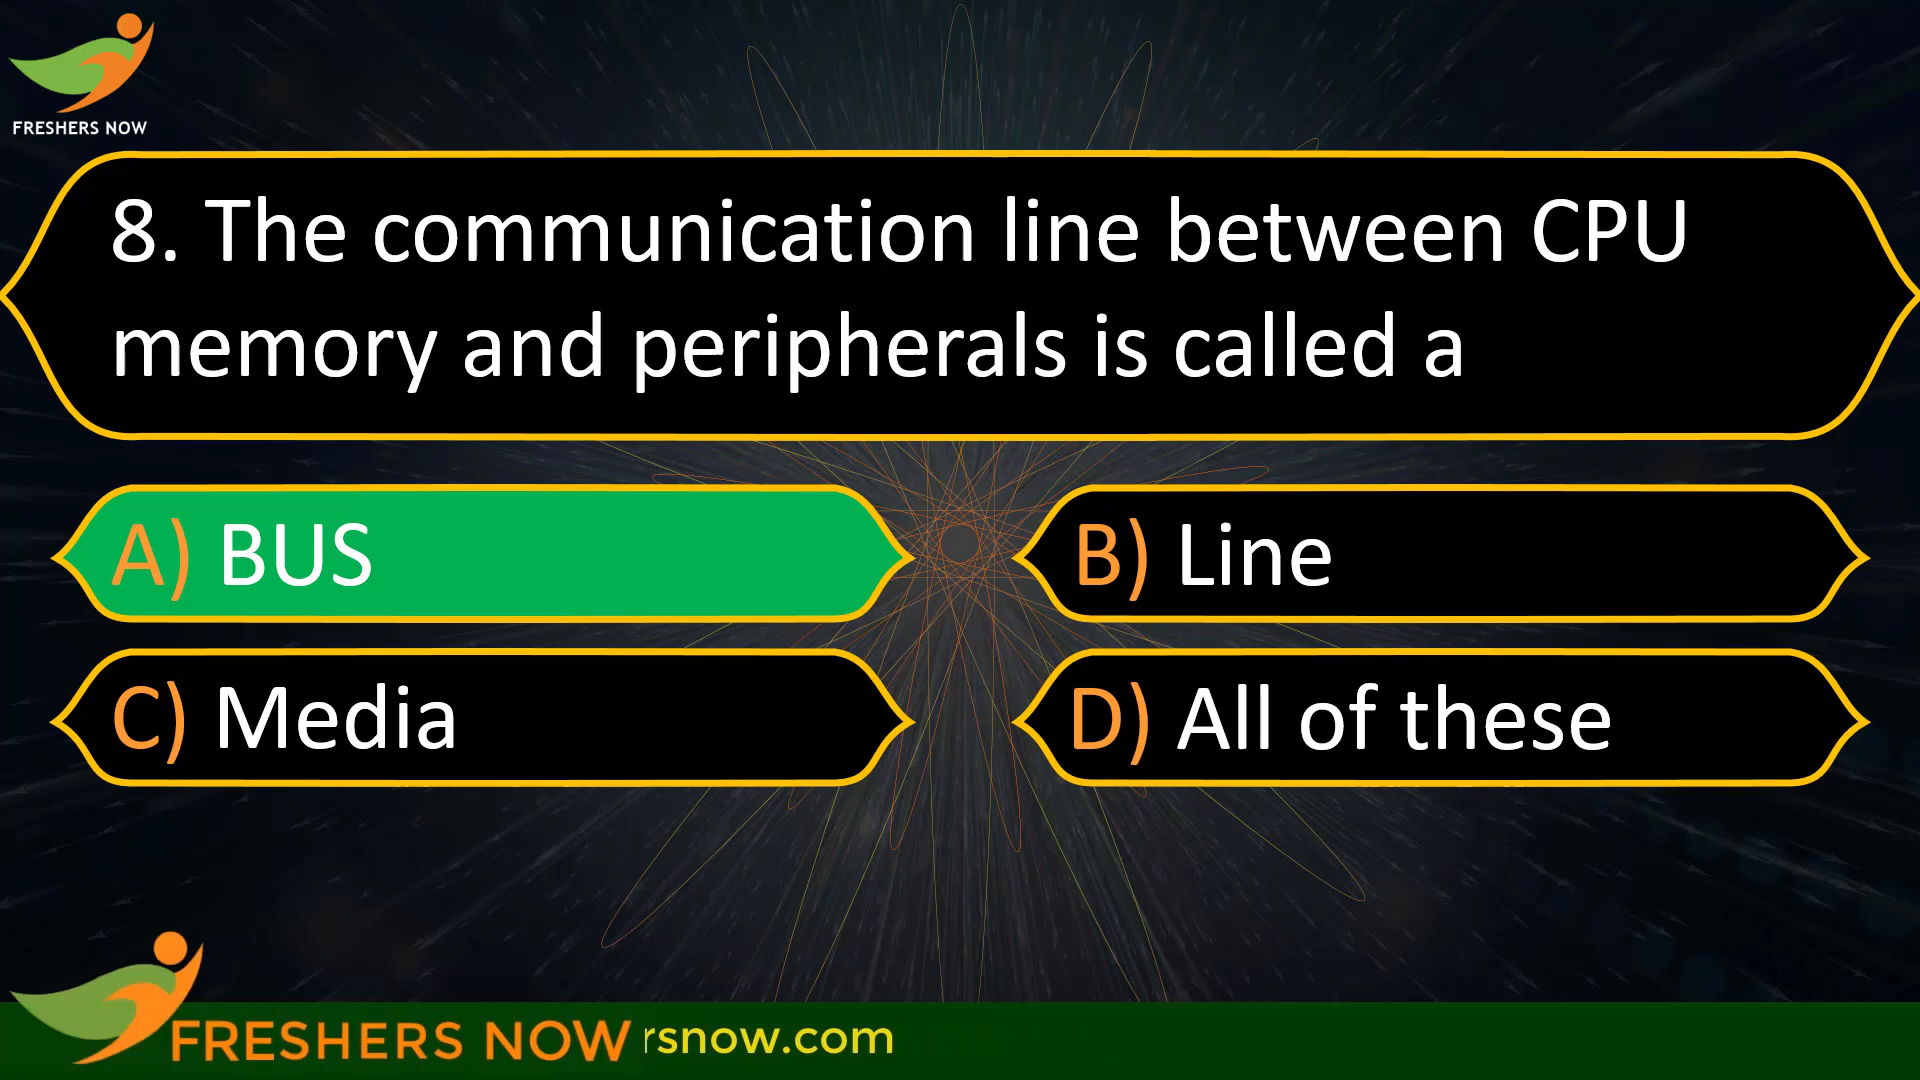 FRESHERS NOW
8. The communication line between CPU
memory and peripherals is called a
A) BUS
B) Line
C) Media
D) All of these
FRESHERS NOW rsnow.com